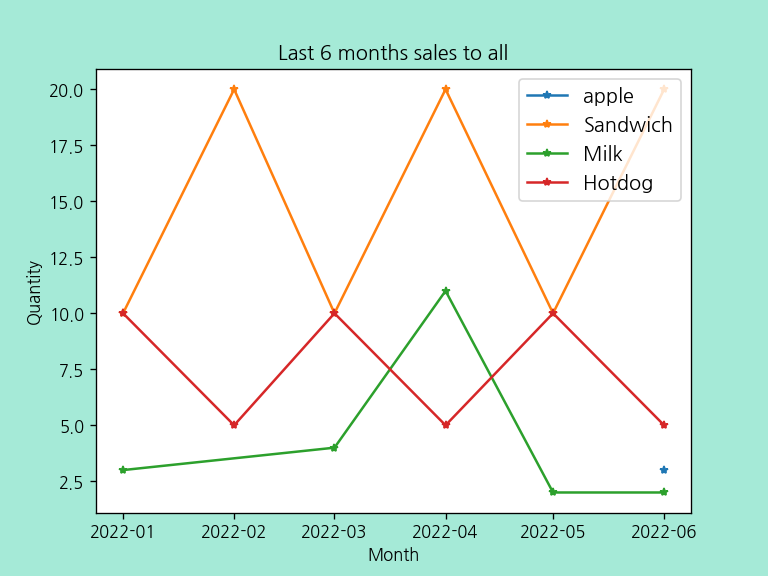 Last 6 months sales to all
apple
Sandwich
Milk
Hotdog
Quantity
20.0
17.5
15.0
12.5
10.0
7.5
5.0
2.5
2022-01 2022-02 2022-03 2022-04 2022-05 2022-06
Month